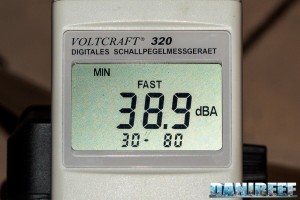 VOLTCRAFT® 320
DIGITALES SCHALLPEGELMESSGERAET
MIN
FAST
38.9 dBA
30- 80
DANIREEF